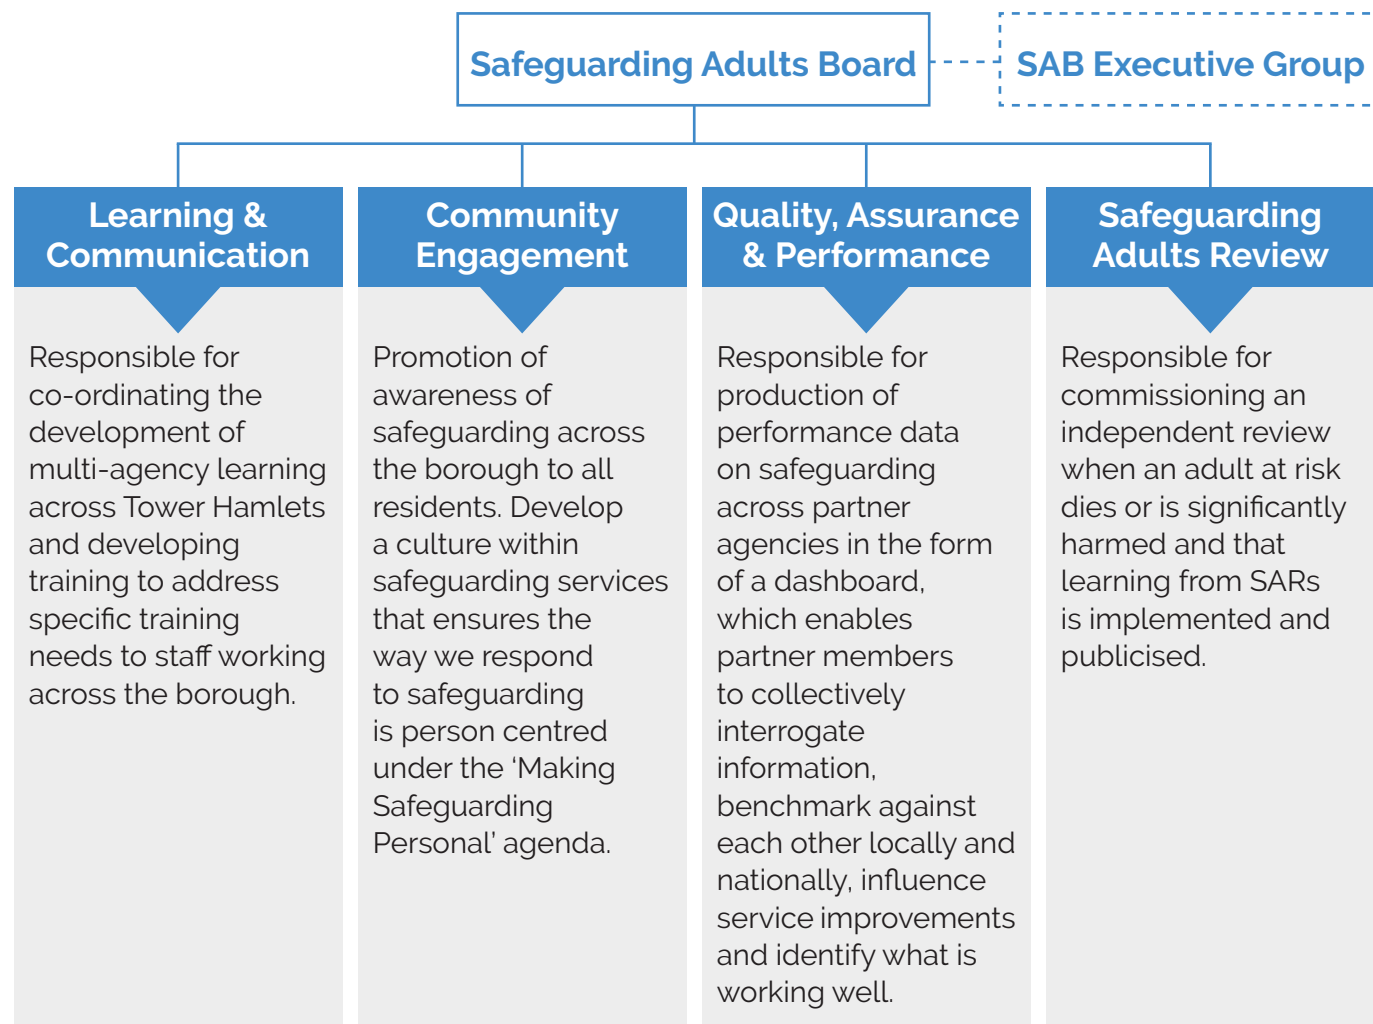 Safeguarding Adults Board
SAB Executive Group
Learning &
Communication
Responsible for
co-ordinating the
development of
multi-agency learning
across Tower Hamlets
and developing
training to address
specific training
needs to staff working
across the borough.
Community
Engagement
Promotion of
awareness of
safeguarding across
the borough to all
residents. Develop
a culture within
safeguarding services
that ensures the
way we respond
to safeguarding
is person centred
under the ‘Making
Safeguarding
Personal’ agenda.
Quality, Assurance
& Performance
Responsible for
production of
performance data
on safeguarding
across partner
agencies in the form
of a dashboard,
which enables
partner members
to collectively
interrogate
information,
benchmark against
each other locally and
nationally, influence
service improvements
and identify what is
working well.
Safeguarding
Adults Review
Responsible for
commissioning an
independent review
when an adult at risk
dies or is significantly
harmed and that
learning from SARs
is implemented and
publicised.